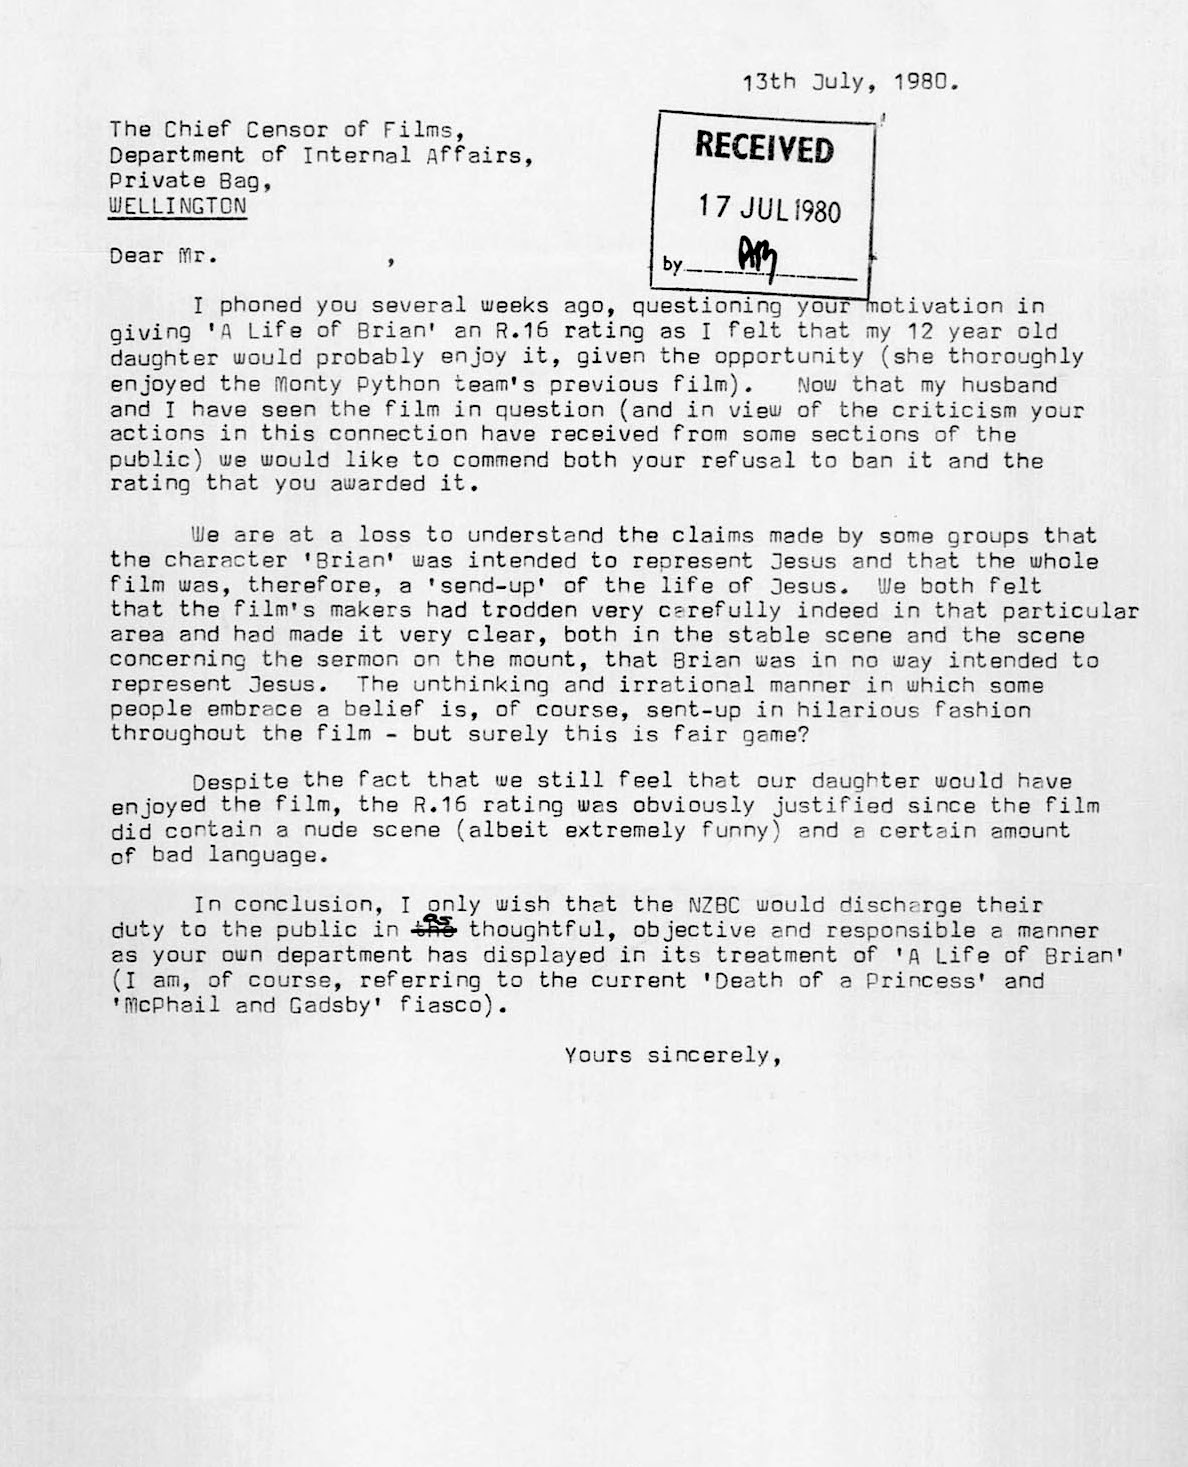 13th July, 1980.
The Chief Censor of Films,
Department of Internal Affairs,
Private Bag,
WELLINGTON
RECEIVED
17 JUL 1980
by
Dear Mr. ,
I phoned you several weeks ago, questioning your motivation in
giving 'A Life of Brian' an R.16 rating as I felt that my 12 year old
daughter would probably enjoy it, given the opportunity (she thoroughly
enjoyed the Monty Python team's previous film). Now that my husband
and I have seen the film in question (and in view of the criticism your
actions in this connection have received from some sections of the
public) we would like to commend both your refusal to ban it and the
rating that you awarded it.
We are at a loss to understand the claims made by some groups that
the character 'Brian' was intended to represent Jesus and that the whole
film was, therefore, a 'send-up' of the life of Jesus. We both felt
that the film's makers had trodden very carefully indeed in that particular
area and had made it very clear, both in the stable scene and the scene
concerning the sermon on the mount, that Brian was in no way intended to
represent Jesus. The unthinking and irrational manner in which some
people embrace a belief is, of course, sent-up in hilarious fashion
throughout the film - but surely this is fair game?
Despite the fact that we still feel that our daughter would have
enjoyed the film, the R.16 rating was obviously justified since the film
did contain a nude scene (albeit extremely funny) and a certain amount
of bad language.
In conclusion, I only wish that the NZBC would discharge their
duty to the public in as thoughtful, objective and responsible a manner
as your own department has displayed in its treatment of 'A Life of Brian'
(I am, of course, referring to the current 'Death of a Princess' and
'McPhail and Gadsby' fiasco).
Yours sincerely,